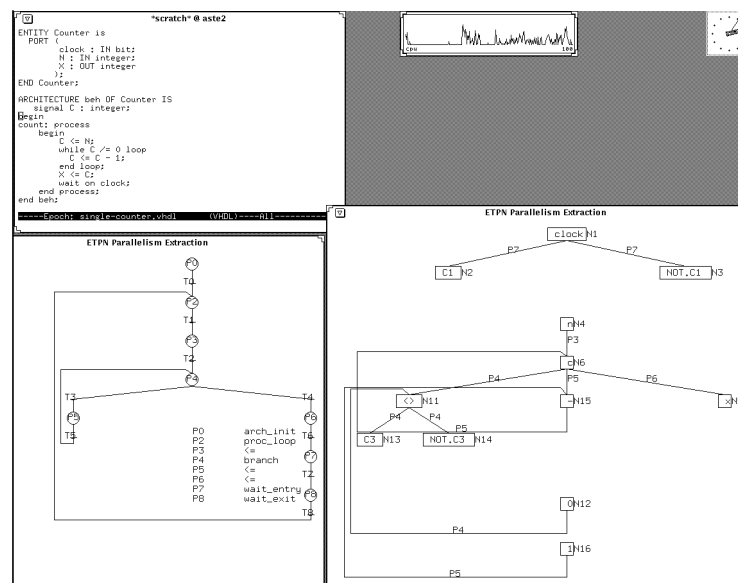 *scratch* @ aste2
ENTITY Counter is
PORT (
clock : IN bit;
N : IN integer;
X : OUT integer
);
END Counter;
ARCHITECTURE beh OF Counter IS
signal C : integer;
begin
count: process
begin
C <= N;
while C /= 0 loop
C <= C - 1;
end loop;
X <= C;
wait on clock;
end process;
end beh;
-----Epoch: single-counter.vhdl (VHDL)----All-----------
cpu 100
ETPN Parallelism Extraction
P0
T0
P2
T1
P3
T2
P4
T3 T4
P5 P6
T5 T6
P7
T7
P8
T8
P0 arch_init
P2 proc_loop
P3 <=
P4 branch
P5 <=
P6 <=
P7 wait_entry
P8 wait_exit
ETPN Parallelism Extraction
clock N1
P7 P7
C1 N2 NOT.C1 N3
n N4
P3
c N6
P4 P5 P6
<> N11 - N15 x N
P4 P4
P5
C3 N13 NOT.C3 N14
0 N12
P4
1 N16
P5